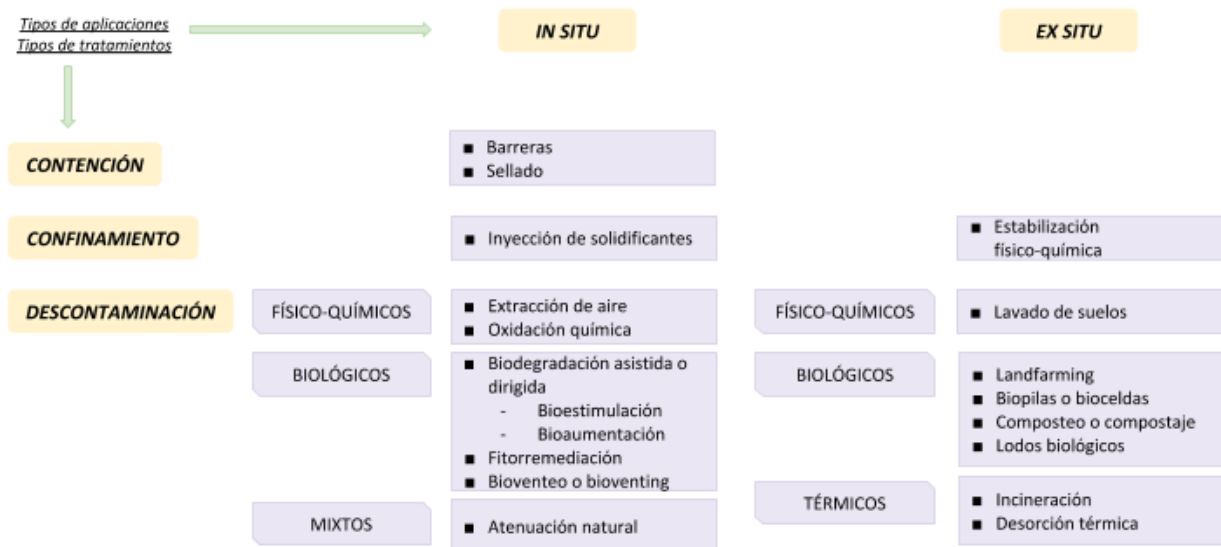 Tipos de aplicaciones
Tipos de tratamientos
IN SITU
EX SITU
CONTENCIÓN
■ Barreras
■ Sellado
CONFINAMIENTO
■ Inyección de solidificantes
■ Estabilización
físico-química
DESCONTAMINACIÓN
FÍSICO-QUÍMICOS
■ Extracción de aire
■ Oxidación química
FÍSICO-QUÍMICOS
■ Lavado de suelos
BIOLÓGICOS
■ Biodegradación asistida o
dirigida
- Bioestimulación
- Bioaumentación
■ Fitorremediación
■ Bioventeo o bioventing
BIOLÓGICOS
■ Landfarming
■ Biopilas o bioceldas
■ Composteo o compostaje
■ Lodos biológicos
MIXTOS
■ Atenuación natural
TÉRMICOS
■ Incineración
■ Desorción térmica